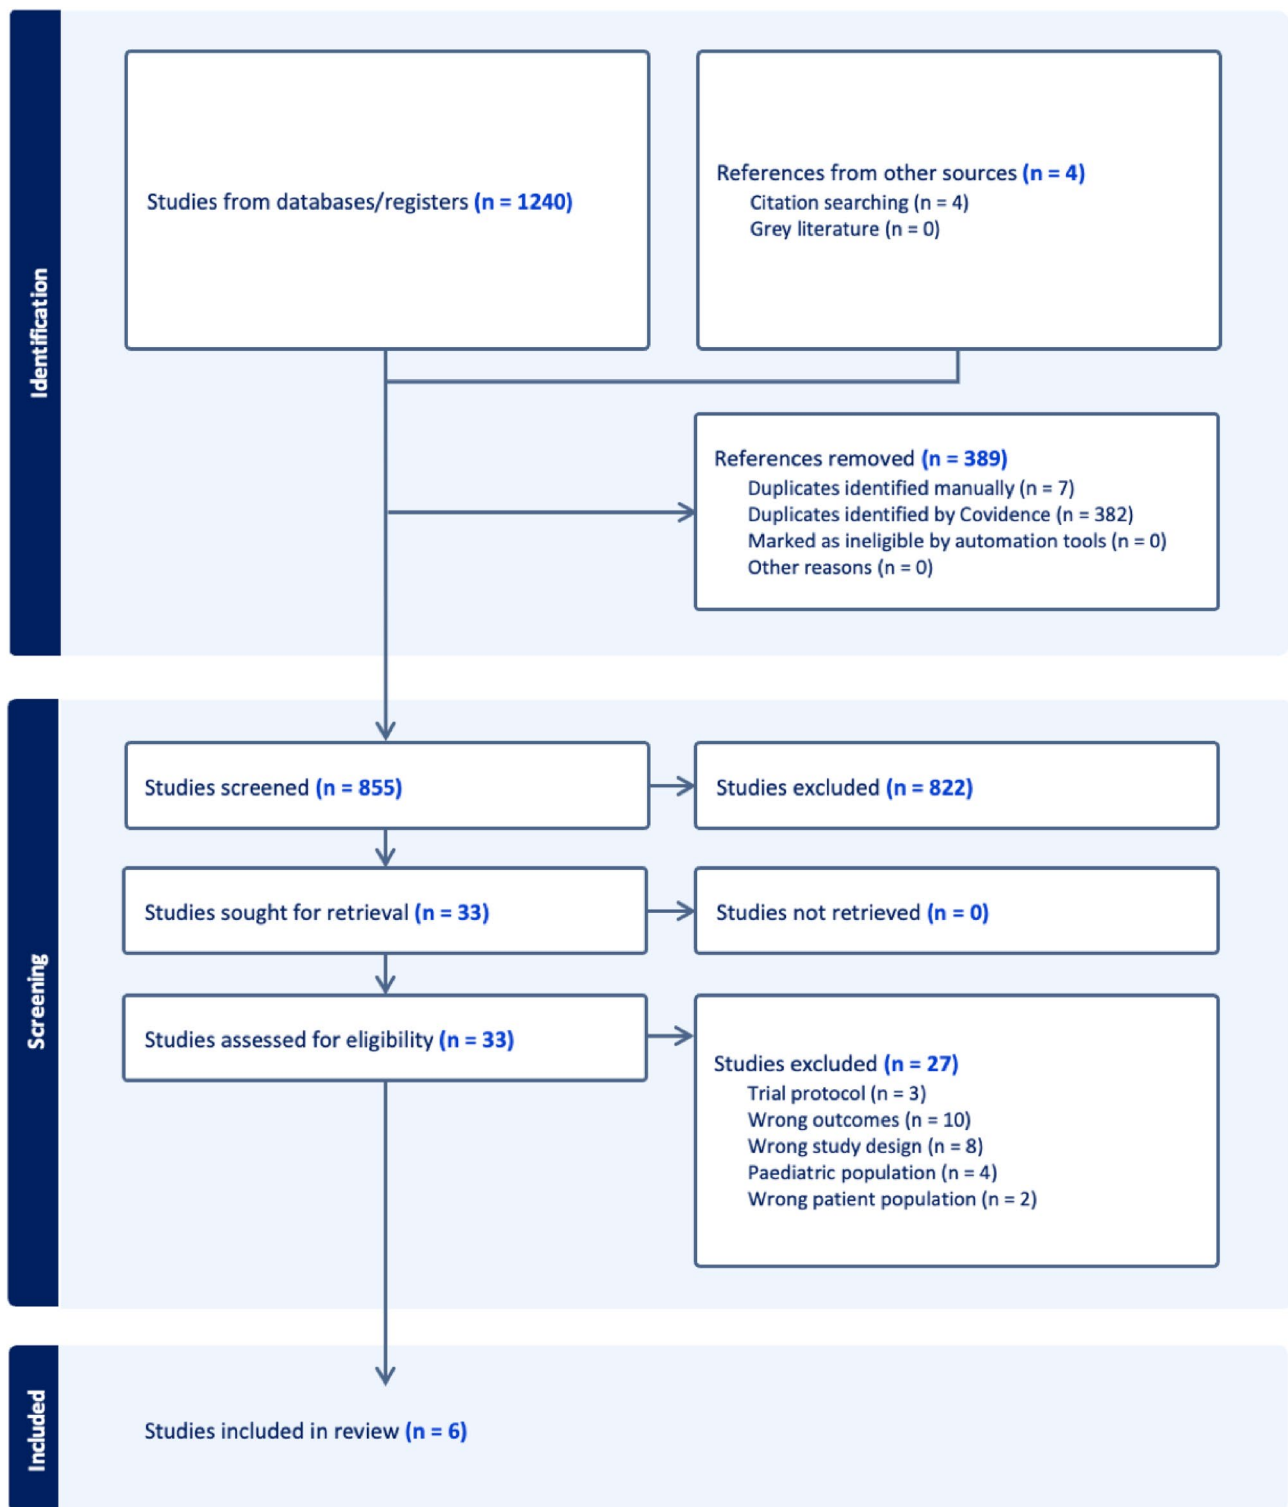 Identification
Studies from databases/registers (n = 1240)
References from other sources (n = 4)
Citation searching (n = 4)
Grey literature (n = 0)
References removed (n = 389)
Duplicates identified manually (n = 7)
Duplicates identified by Covidence (n = 382)
Marked as ineligible by automation tools (n = 0)
Other reasons (n = 0)
Screening
Studies screened (n = 855)
Studies excluded (n = 822)
Studies sought for retrieval (n = 33)
Studies not retrieved (n = 0)
Studies assessed for eligibility (n = 33)
Studies excluded (n = 27)
Trial protocol (n = 3)
Wrong outcomes (n = 10)
Wrong study design (n = 8)
Paediatric population (n = 4)
Wrong patient population (n = 2)
Included
Studies included in review (n = 6)